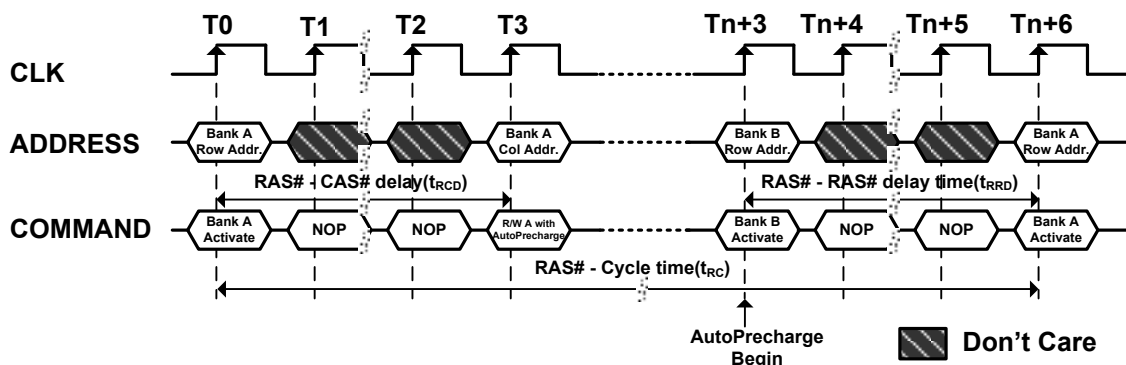 T0 T1 T2 T3 Tn+3 Tn+4 Tn+5 Tn+6
CLK
ADDRESS
Bank A
Row Addr.
Bank A
Col Addr.
Bank B
Row Addr.
Bank A
Row Addr.
RAS# - CAS# delay(tRCD)
RAS# - RAS# delay time(tRRD)
COMMAND
Bank A
Activate
NOP
NOP
R/W A with
AutoPrecharge
Bank B
Activate
NOP
NOP
Bank A
Activate
RAS# - Cycle time(tRC)
AutoPrecharge
Begin
Don't Care